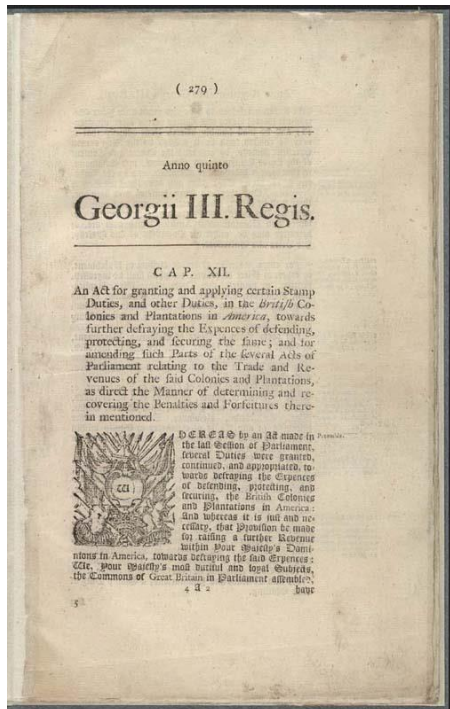 ( 279 )
Anno quinto
Georgii III. Regis.
CAP. XII.
An Act for granting and applying certain Stamp
Duties, and other Duties, in the British Co-
lonies and Plantations in America, towards
further defraying the Expences of defending,
protecting, and securing the same; and for
amending such Parts of the several Acts of
Parliament relating to the Trade and Re-
venues of the said Colonies and Plantations,
as direct the Manner of determining and re-
covering the Penalties and Forfeitures there-
in mentioned.
WHEREAS by an Act made in
Preamble.
the last Session of Parliament,
several Duties were granted,
continued, and appropriated, to-
wards defraying the Expences
of defending, protecting, and
securing, the British Colonies
and Plantations in America:
And whereas it is just and ne-
cessary, that Provision be made
for raising a further Revenue
within Your Majesty's Domi-
nions in America, towards defraying the said Expences:
We, Your Majesty's most dutiful and loyal Subjects,
the Commons of Great Britain in Parliament assembled,
4 A 2
have
5